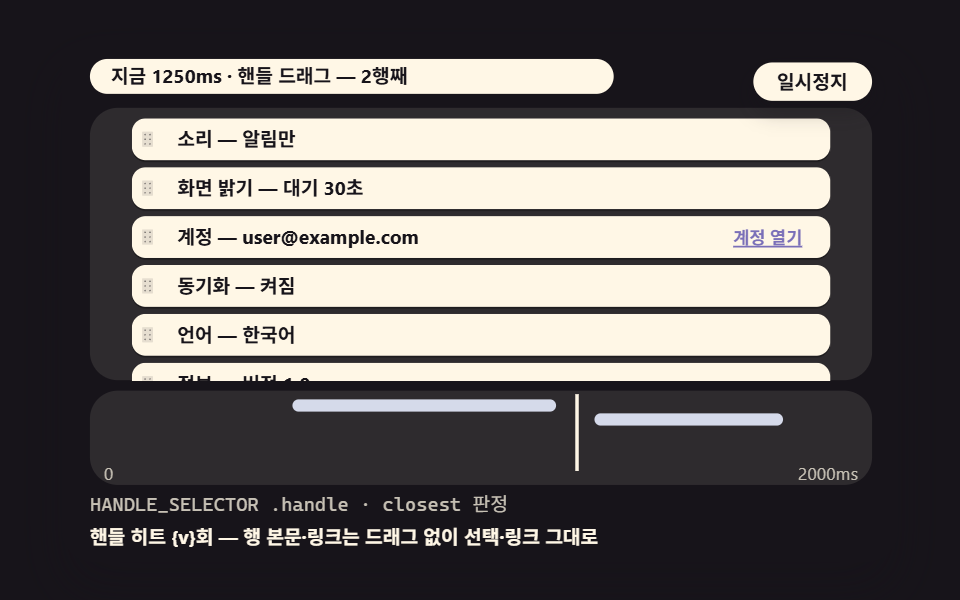 지금 1250ms · 핸들 드래그 — 2행째
일시정지
소리 — 알림만
화면 밝기 — 대기 30초
계정 — user@example.com
계정 열기
동기화 — 켜짐
언어 — 한국어
0
2000ms
HANDLE_SELECTOR .handle · closest 판정
핸들 히트 {v}회 — 행 본문·링크는 드래그 없이 선택·링크 그대로